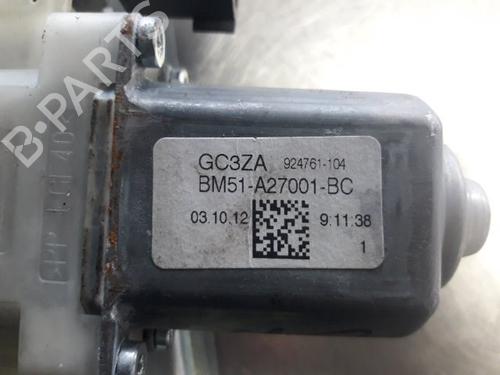 GC3ZA 924761-104
BM51-A27001-BC
03.10.12 9:11:38
1
B-PARTS